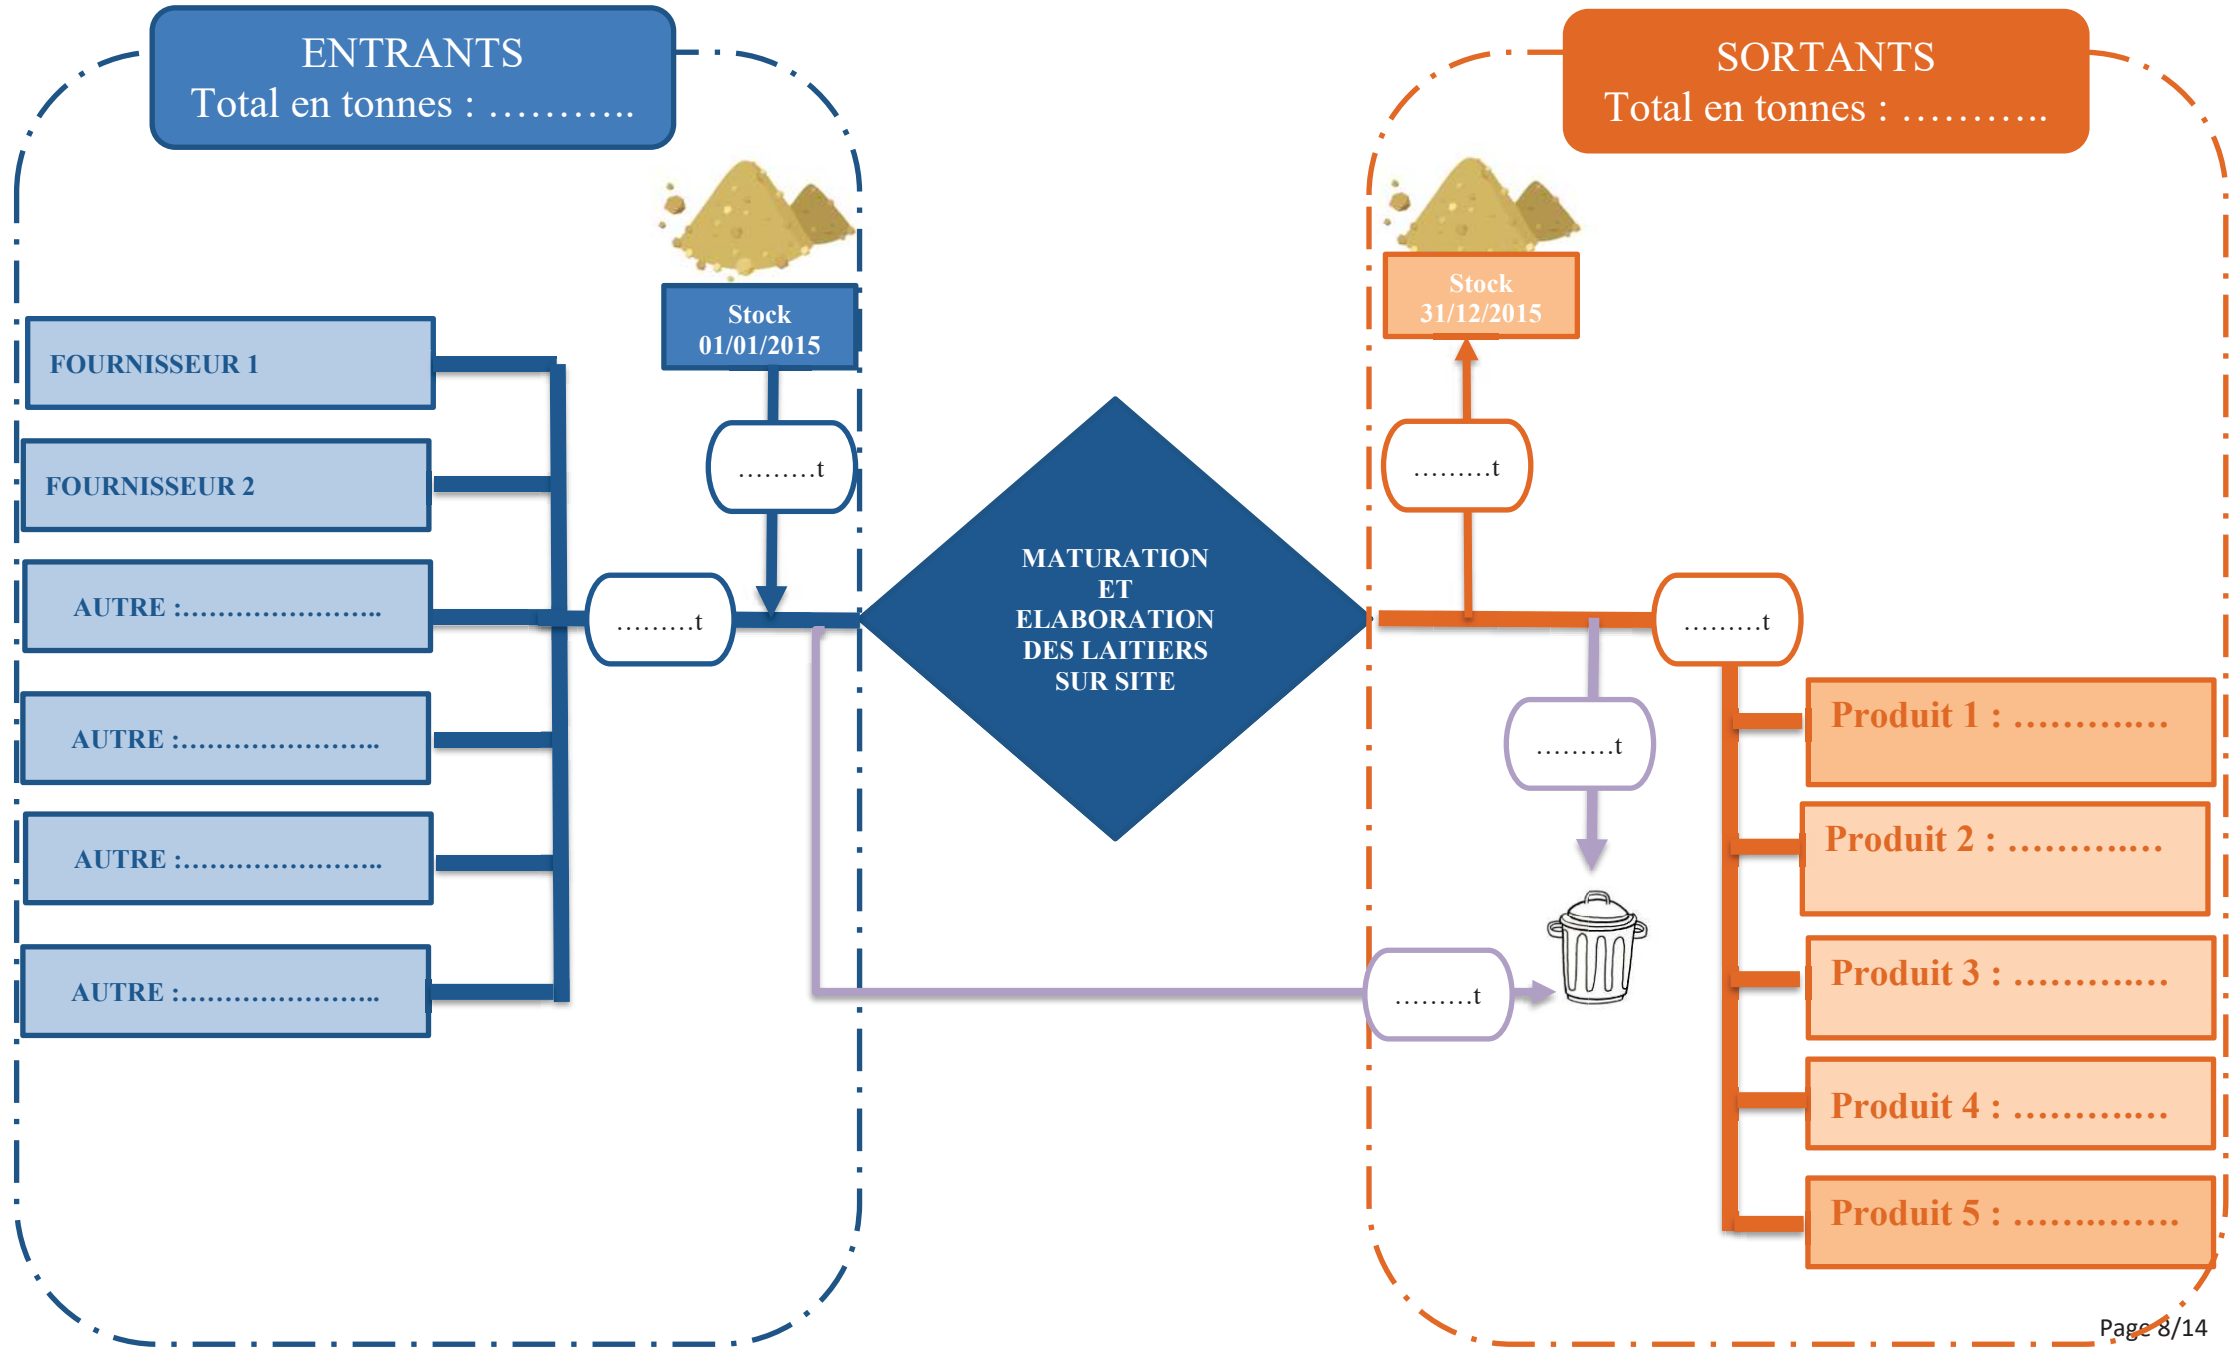 ENTRANTS
Total en tonnes : ………..
SORTANTS
Total en tonnes : ………..
Stock
01/01/2015
Stock
31/12/2015
FOURNISSEUR 1
FOURNISSEUR 2
AUTRE :…………………..
AUTRE :…………………..
AUTRE :…………………..
AUTRE :…………………..
………t
………t
MATURATION
ET
ELABORATION
DES LAITIERS
SUR SITE
………t
………t
………t
………t
Produit 1 : ……….…
Produit 2 : ……….…
Produit 3 : ……….…
Produit 4 : ……….…
Produit 5 : ……..…….
Page 8/14